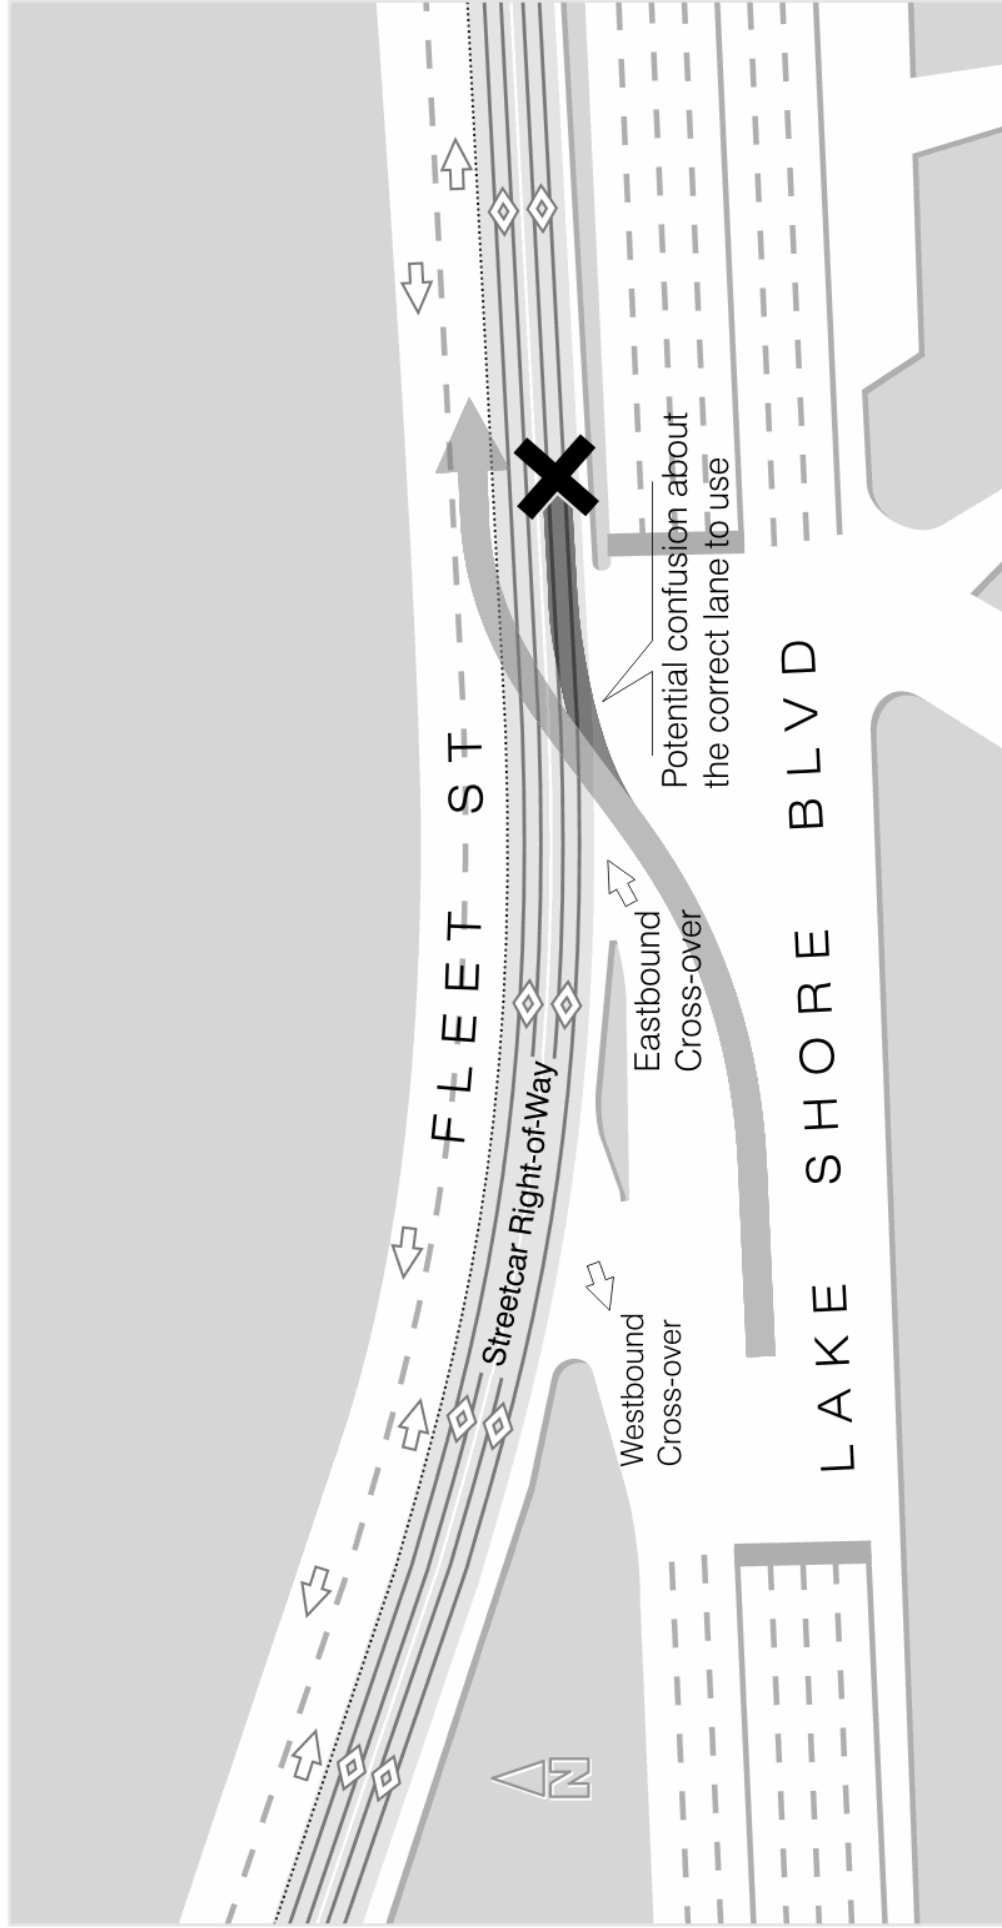 FLEET ST
Streetcar Right-of-Way
Potential confusion about
the correct lane to use
Eastbound
Cross-over
Westbound
Cross-over
LAKE SHORE BLVD
N